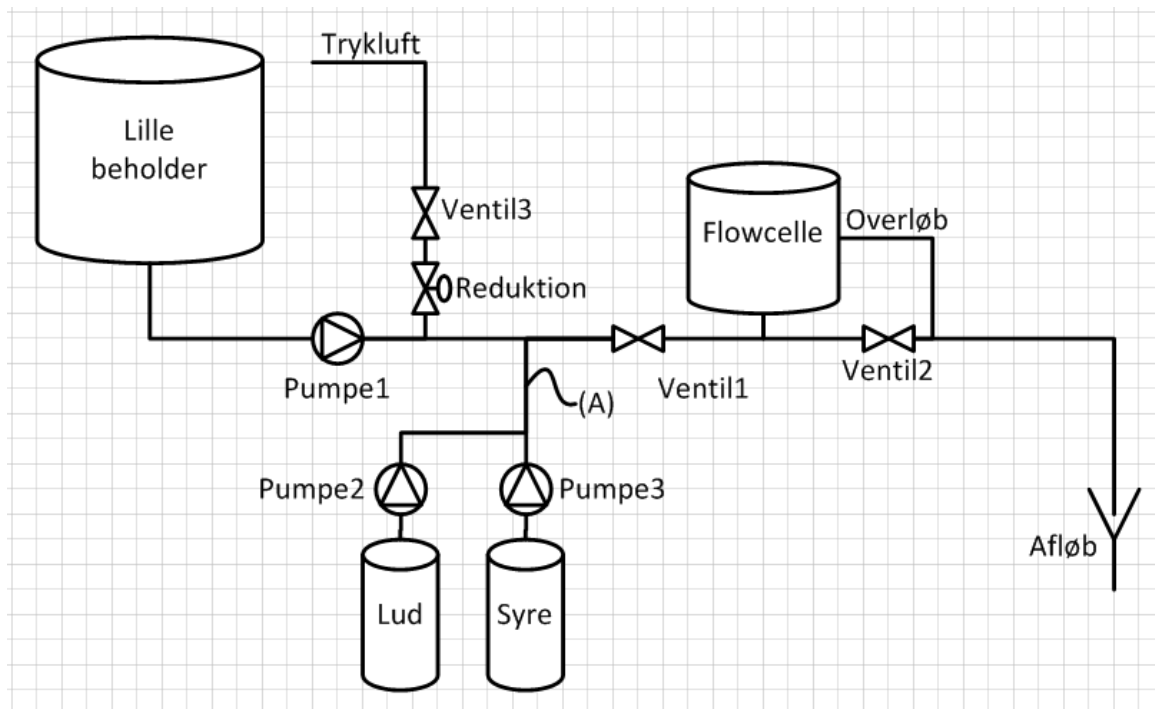 Trykluft
Lille
beholder
Ventil3
Flowcelle
Overløb
Reduktion
Pumpe1
Ventil1
Ventil2
(A)
Pumpe2
Pumpe3
Afløb
Lud
Syre